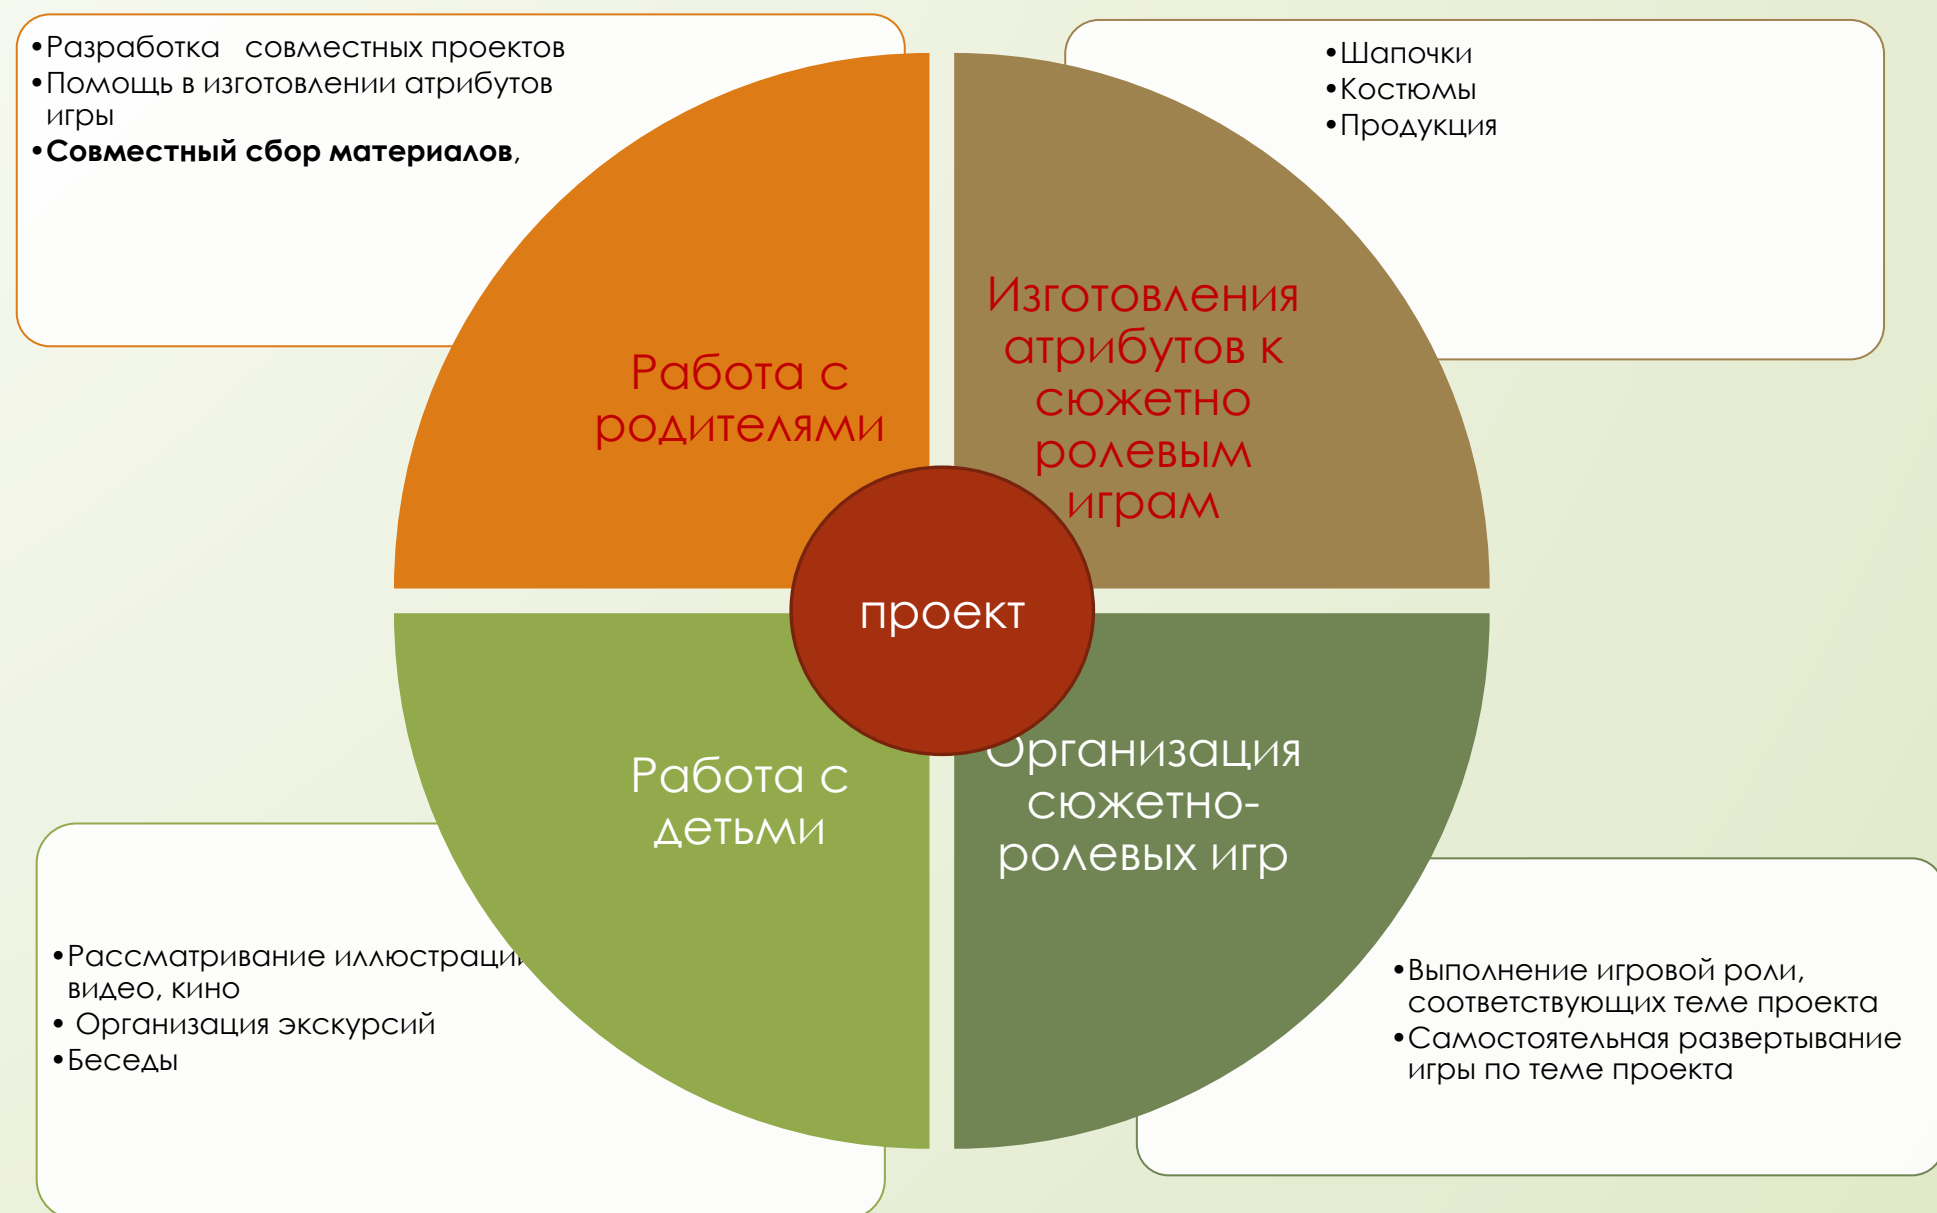 •Разработка совместных проектов
•Помощь в изготовлении атрибутов
игры
•Совместный сбор материалов,
•Шапочки
•Костюмы
•Продукция
Работа с
родителями
Изготовления
атрибутов к
сюжетно
ролевым
играм
проект
Работа с
детьми
Организация
сюжетно-
ролевых игр
•Рассматривание иллюстраци
видео, кино
• Организация экскурсий
•Беседы
•Выполнение игровой роли,
соответствующих теме проекта
•Самостоятельная развертывание
игры по теме проекта